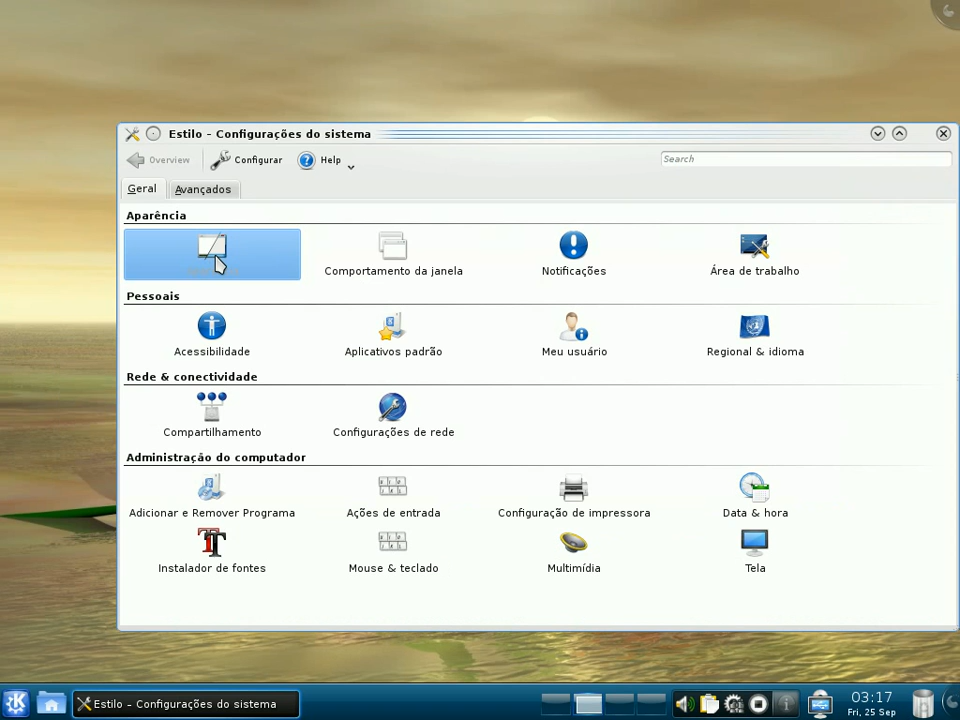 Estilo - Configurações do sistema
Overview
Configurar
Help
Search
Geral
Avançados
Aparência
Comportamento da janela
Notificações
Área de trabalho
Pessoais
Acessibilidade
Aplicativos padrão
Meu usuário
Regional & idioma
Rede & conectividade
Compartilhamento
Configurações de rede
Administração do computador
Adicionar e Remover Programa
Ações de entrada
Configuração de impressora
Data & hora
Instalador de fontes
Mouse & teclado
Multimídia
Tela
Estilo - Configurações do sistema
03:17
Fri, 25 Sep